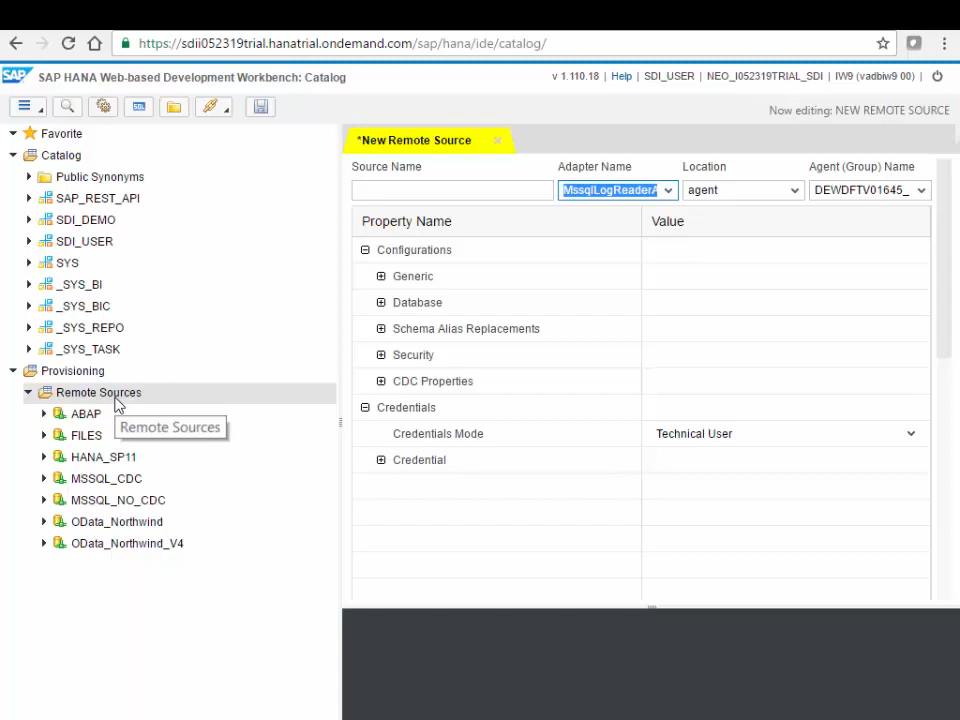 https://sdii052319trial.hanatrial.ondemand.com/sap/hana/ide/catalog/
SAP SAP HANA Web-based Development Workbench: Catalog
v 1.110.18 | Help | SDI_USER | NEO_I052319TRIAL_SDI | IW9 (vadbiw9 00) |
SQL
Now editing: NEW REMOTE SOURCE
Favorite
Catalog
Public Synonyms
SAP_REST_API
SDI_DEMO
SDI_USER
SYS
_SYS_BI
_SYS_BIC
_SYS_REPO
_SYS_TASK
Provisioning
Remote Sources
Remote Sources
ABAP
FILES
HANA_SP11
MSSQL_CDC
MSSQL_NO_CDC
OData_Northwind
OData_Northwind_V4
*New Remote Source
Source Name Adapter Name Location Agent (Group) Name
MssqlLogReaderA agent DEWDFTV01645_
Property Name Value
Configurations
Generic
Database
Schema Alias Replacements
Security
CDC Properties
Credentials
Credentials Mode Technical User
Credential